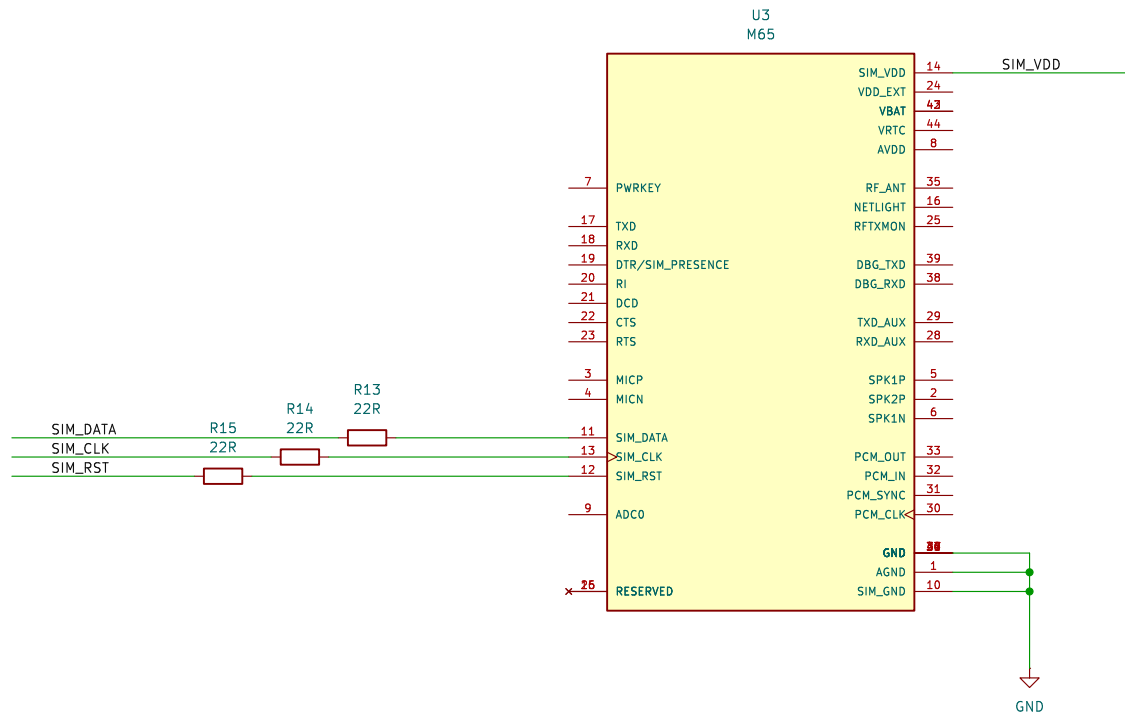 U3
M65
SIM_VDD 14 SIM_VDD
VDD_EXT 24
VBAT
VRTC 44
AVDD 8
7 PWRKEY RF_ANT 35
NETLIGHT 16
17 TXD RFTXMON 25
18 RXD
19 DTR/SIM_PRESENCE DBG_TXD 39
20 RI DBG_RXD 38
21 DCD
22 CTS TXD_AUX 29
23 RTS RXD_AUX 28
3 MICP SPK1P 5
4 MICN SPK2P 2
SPK1N 6
R13
22R
R14
22R
R15
22R
SIM_DATA 11 SIM_DATA
SIM_CLK 13 SIM_CLK PCM_OUT 33
SIM_RST 12 SIM_RST PCM_IN 32
PCM_SYNC 31
9 ADC0 PCM_CLK 30
GND
AGND 1
RESERVED SIM_GND 10
GND